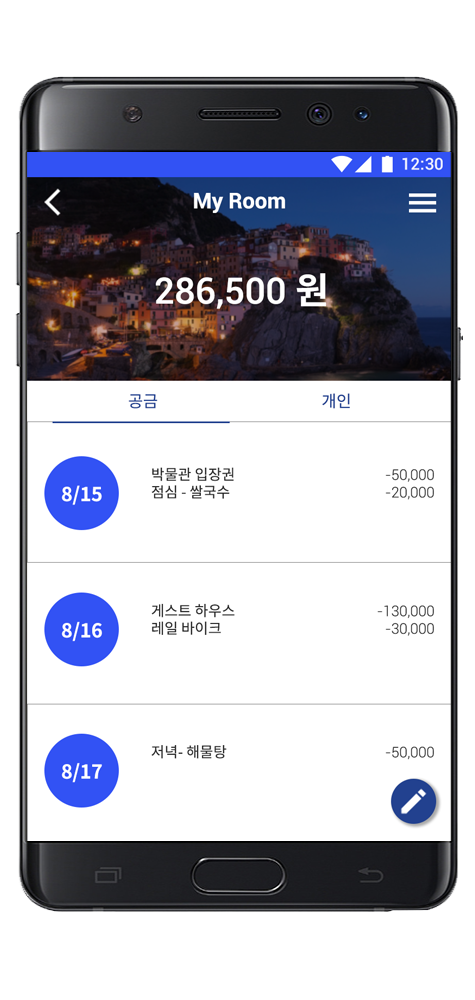 12:30
My Room
286,500 원
공금 개인
8/15
박물관 입장권 -50,000
점심 - 쌀국수 -20,000
8/16
게스트 하우스 -130,000
레일 바이크 -30,000
8/17
저녁- 해물탕 -50,000